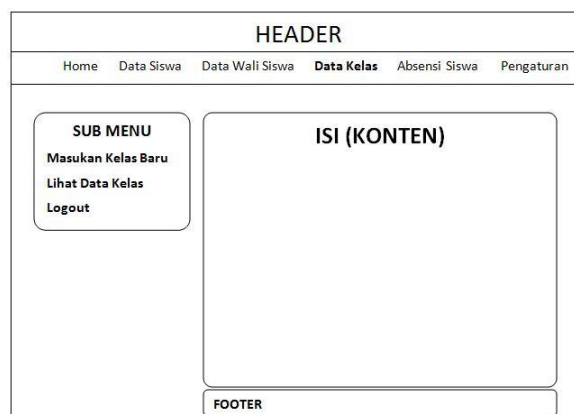 HEADER
Home Data Siswa Data Wali Siswa Data Kelas Absensi Siswa Pengaturan
SUB MENU
Masukan Kelas Baru
Lihat Data Kelas
Logout
ISI (KONTEN)
FOOTER